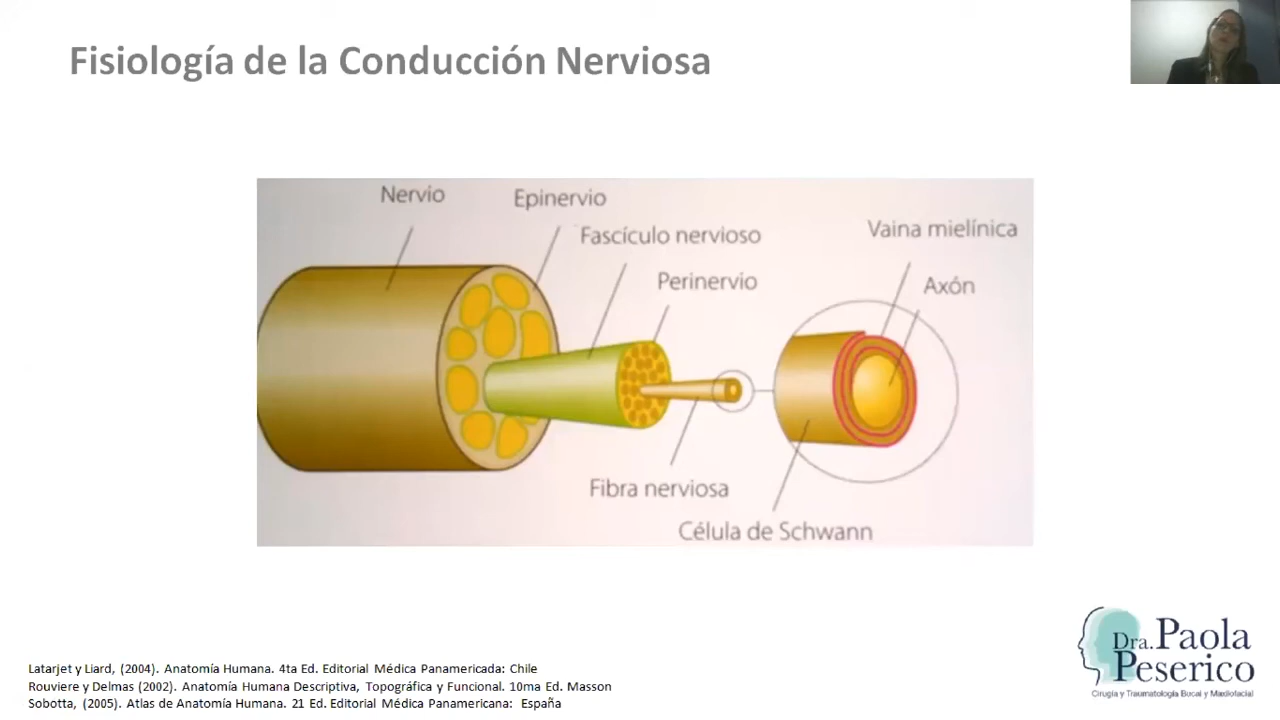 Fisiología de la Conducción Nerviosa
Nervio
Epinervio
Fascículo nervioso
Perinervio
Vaina mielínica
Axón
Fibra nerviosa
Célula de Schwann
Latarjet y Liard, (2004). Anatomía Humana. 4ta Ed. Editorial Médica Panamericada: Chile
Rouviere y Delmas (2002). Anatomía Humana Descriptiva, Topográfica y Funcional. 10ma Ed. Masson
Sobotta, (2005). Atlas de Anatomía Humana. 21 Ed. Editorial Médica Panamericana: España
Dra. Paola
Peserico
Cirugía y Traumatología Bucal y Maxilofacial